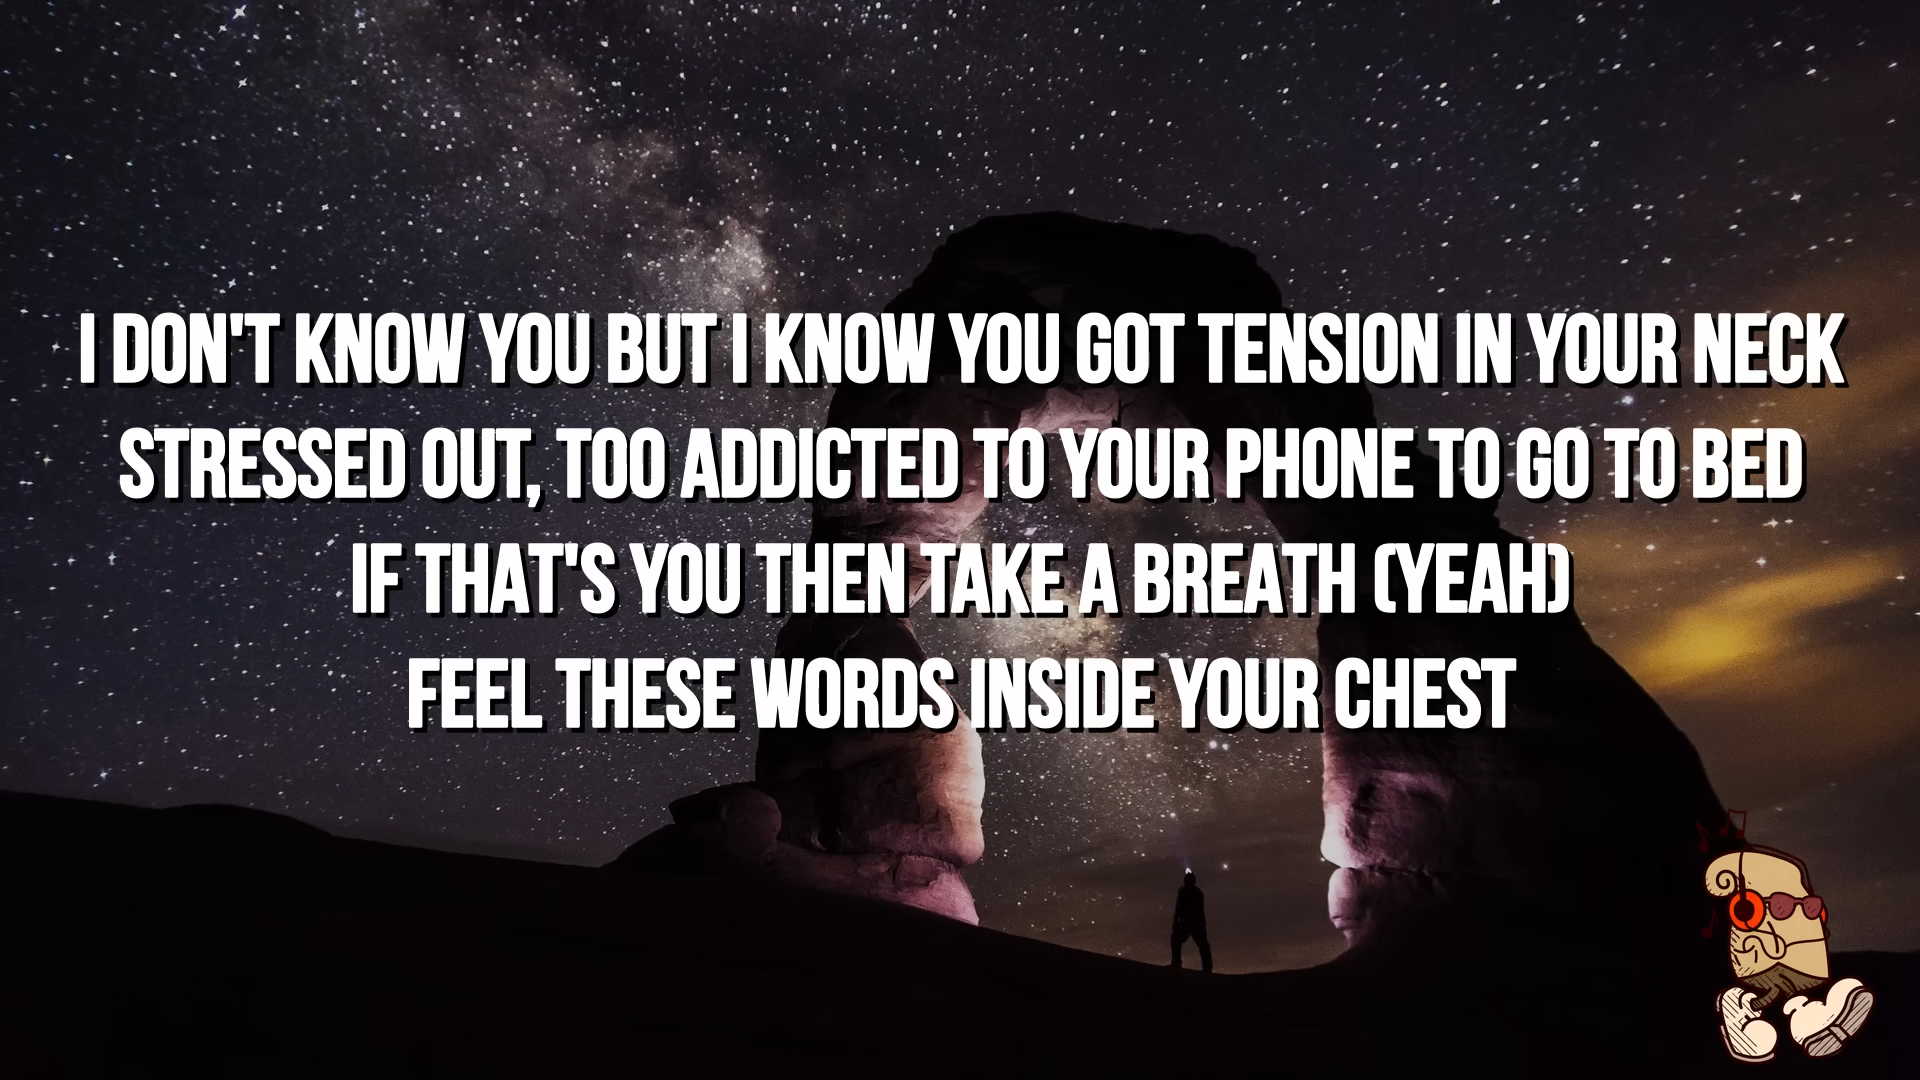 I DON'T KNOW YOU BUT I KNOW YOU GOT TENSION IN YOUR NECK
STRESSED OUT, TOO ADDICTED TO YOUR PHONE TO GO TO BED
IF THAT'S YOU THEN TAKE A BREATH (YEAH)
FEEL THESE WORDS INSIDE YOUR CHEST